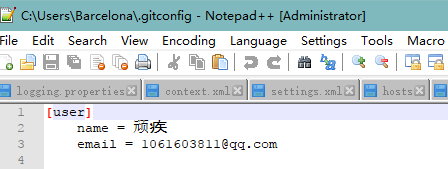 C:\Users\Barcelona\.gitconfig - Notepad++ [Administrator]
File Edit Search View Encoding Language Settings Tools Macro
logging.properties context.xml settings.xml hosts
1 [user]
2 name = 顽疾
3 email = 1061603811@qq.com
4